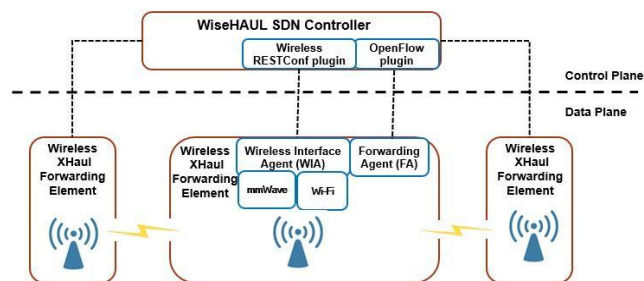 WiseHAUL SDN Controller
Wireless
RESTConf plugin
OpenFlow
plugin
Control Plane
Data Plane
Wireless
XHaul
Forwarding
Element
Wireless
XHaul
Forwarding
Element
Wireless Interface
Agent (WIA)
Forwarding
Agent (FA)
mmWave
Wi-Fi
Wireless
XHaul
Forwarding
Element